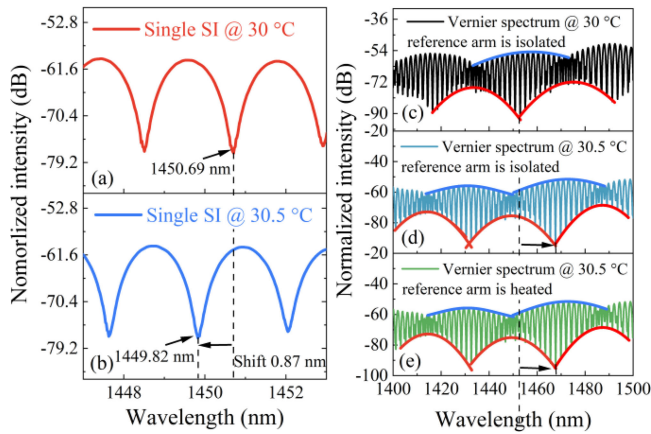 Nomorlized intensity (dB)
-52.8
-61.6
-70.4
-79.2
Single SI @ 30 °C
1450.69 nm
(a)
-52.8
-61.6
-70.4
-79.2
Single SI @ 30.5 °C
(b)
1449.82 nm
Shift 0.87 nm
1448 1450 1452
Wavelength (nm)
Normalized intensity (dB)
-36
-54
-72
-90
Vernier spectrum @ 30 °C
reference arm is isolated
(c)
-20
-40
-60
-80
Vernier spectrum @ 30.5 °C
reference arm is isolated
(d)
-20
-40
-60
-80
-100
Vernier spectrum @ 30.5 °C
reference arm is heated
(e)
1400 1420 1440 1460 1480 1500
Wavelength (nm)